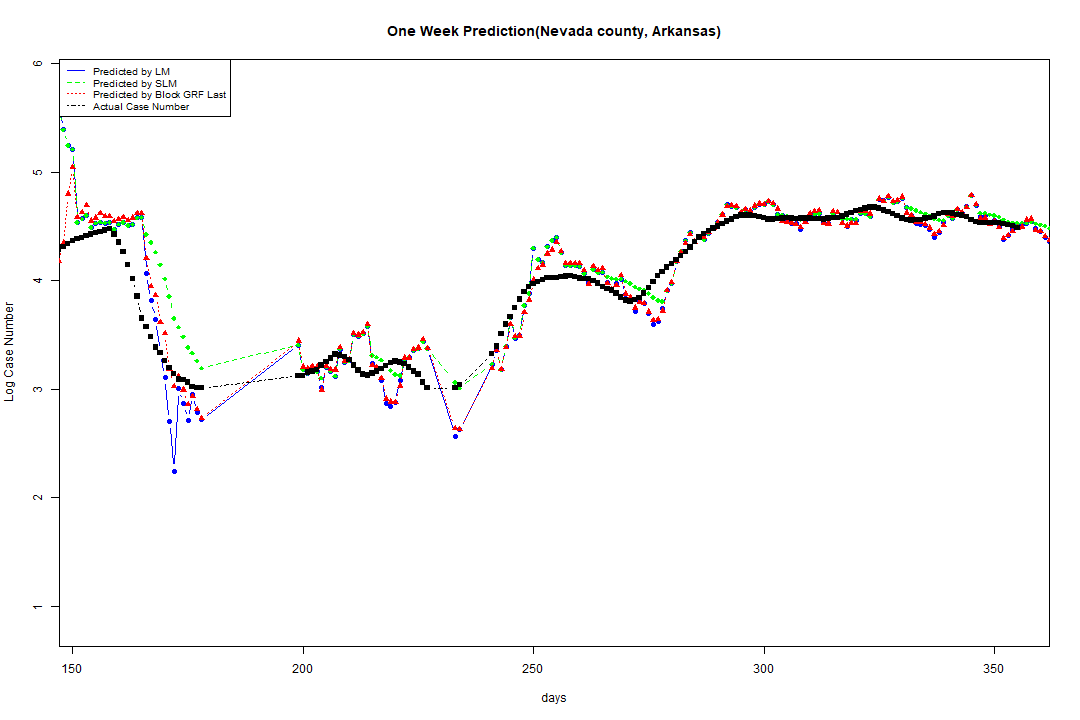 One Week Prediction(Nevada county, Arkansas)
Predicted by LM
Predicted by SLM
Predicted by Block GRF Last
Actual Case Number
Log Case Number
6
5
4
3
2
1
150 200 250 300 350
days